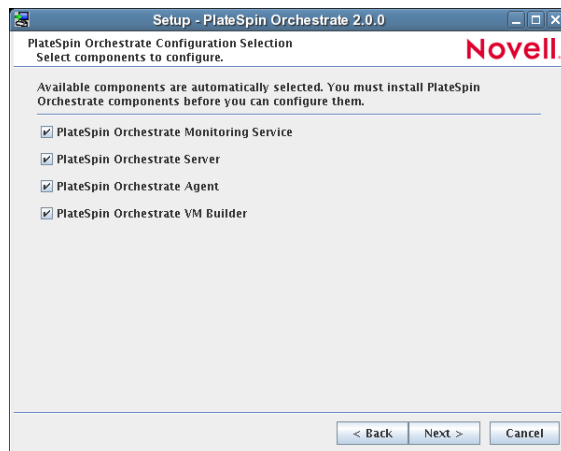 Setup - PlateSpin Orchestrate 2.0.0
PlateSpin Orchestrate Configuration Selection
Select components to configure.
Novell.
Available components are automatically selected. You must install PlateSpin
Orchestrate components before you can configure them.
PlateSpin Orchestrate Monitoring Service
PlateSpin Orchestrate Server
PlateSpin Orchestrate Agent
PlateSpin Orchestrate VM Builder
< Back Next > Cancel